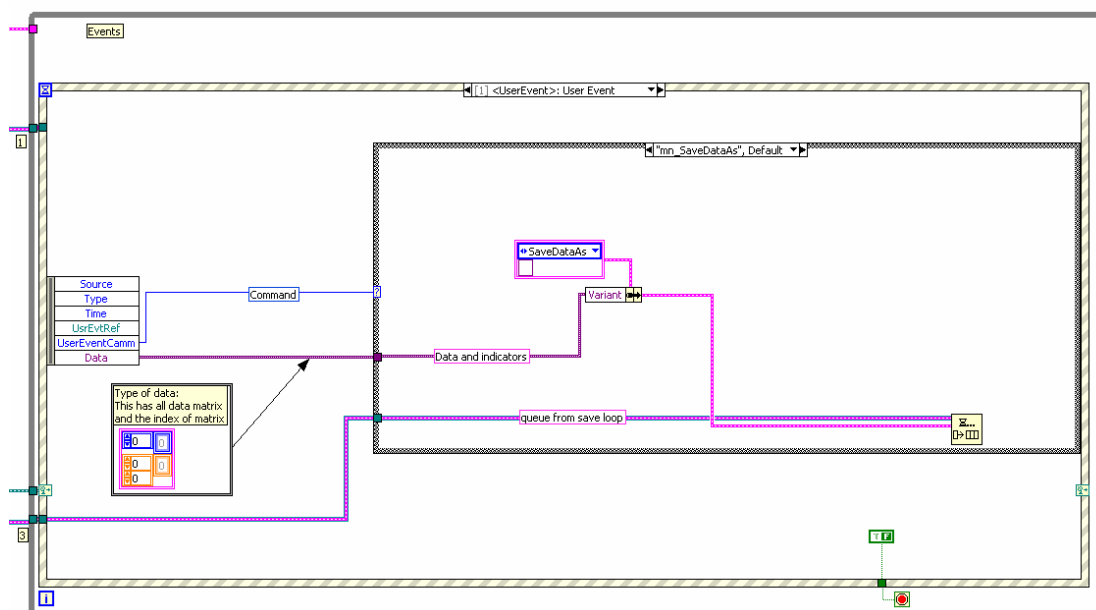 Events
[1] <UserEvent>: User Event
1
"mn_SaveDataAs", Default
SaveDataAs
Source
Type
Time
UsrEvtRef
UserEventCamm
Data
Command
?
Variant
Data and indicators
Type of data:
This has all data matrix
and the index of matrix
0
0
0
0
0
queue from save loop
3
T F
i